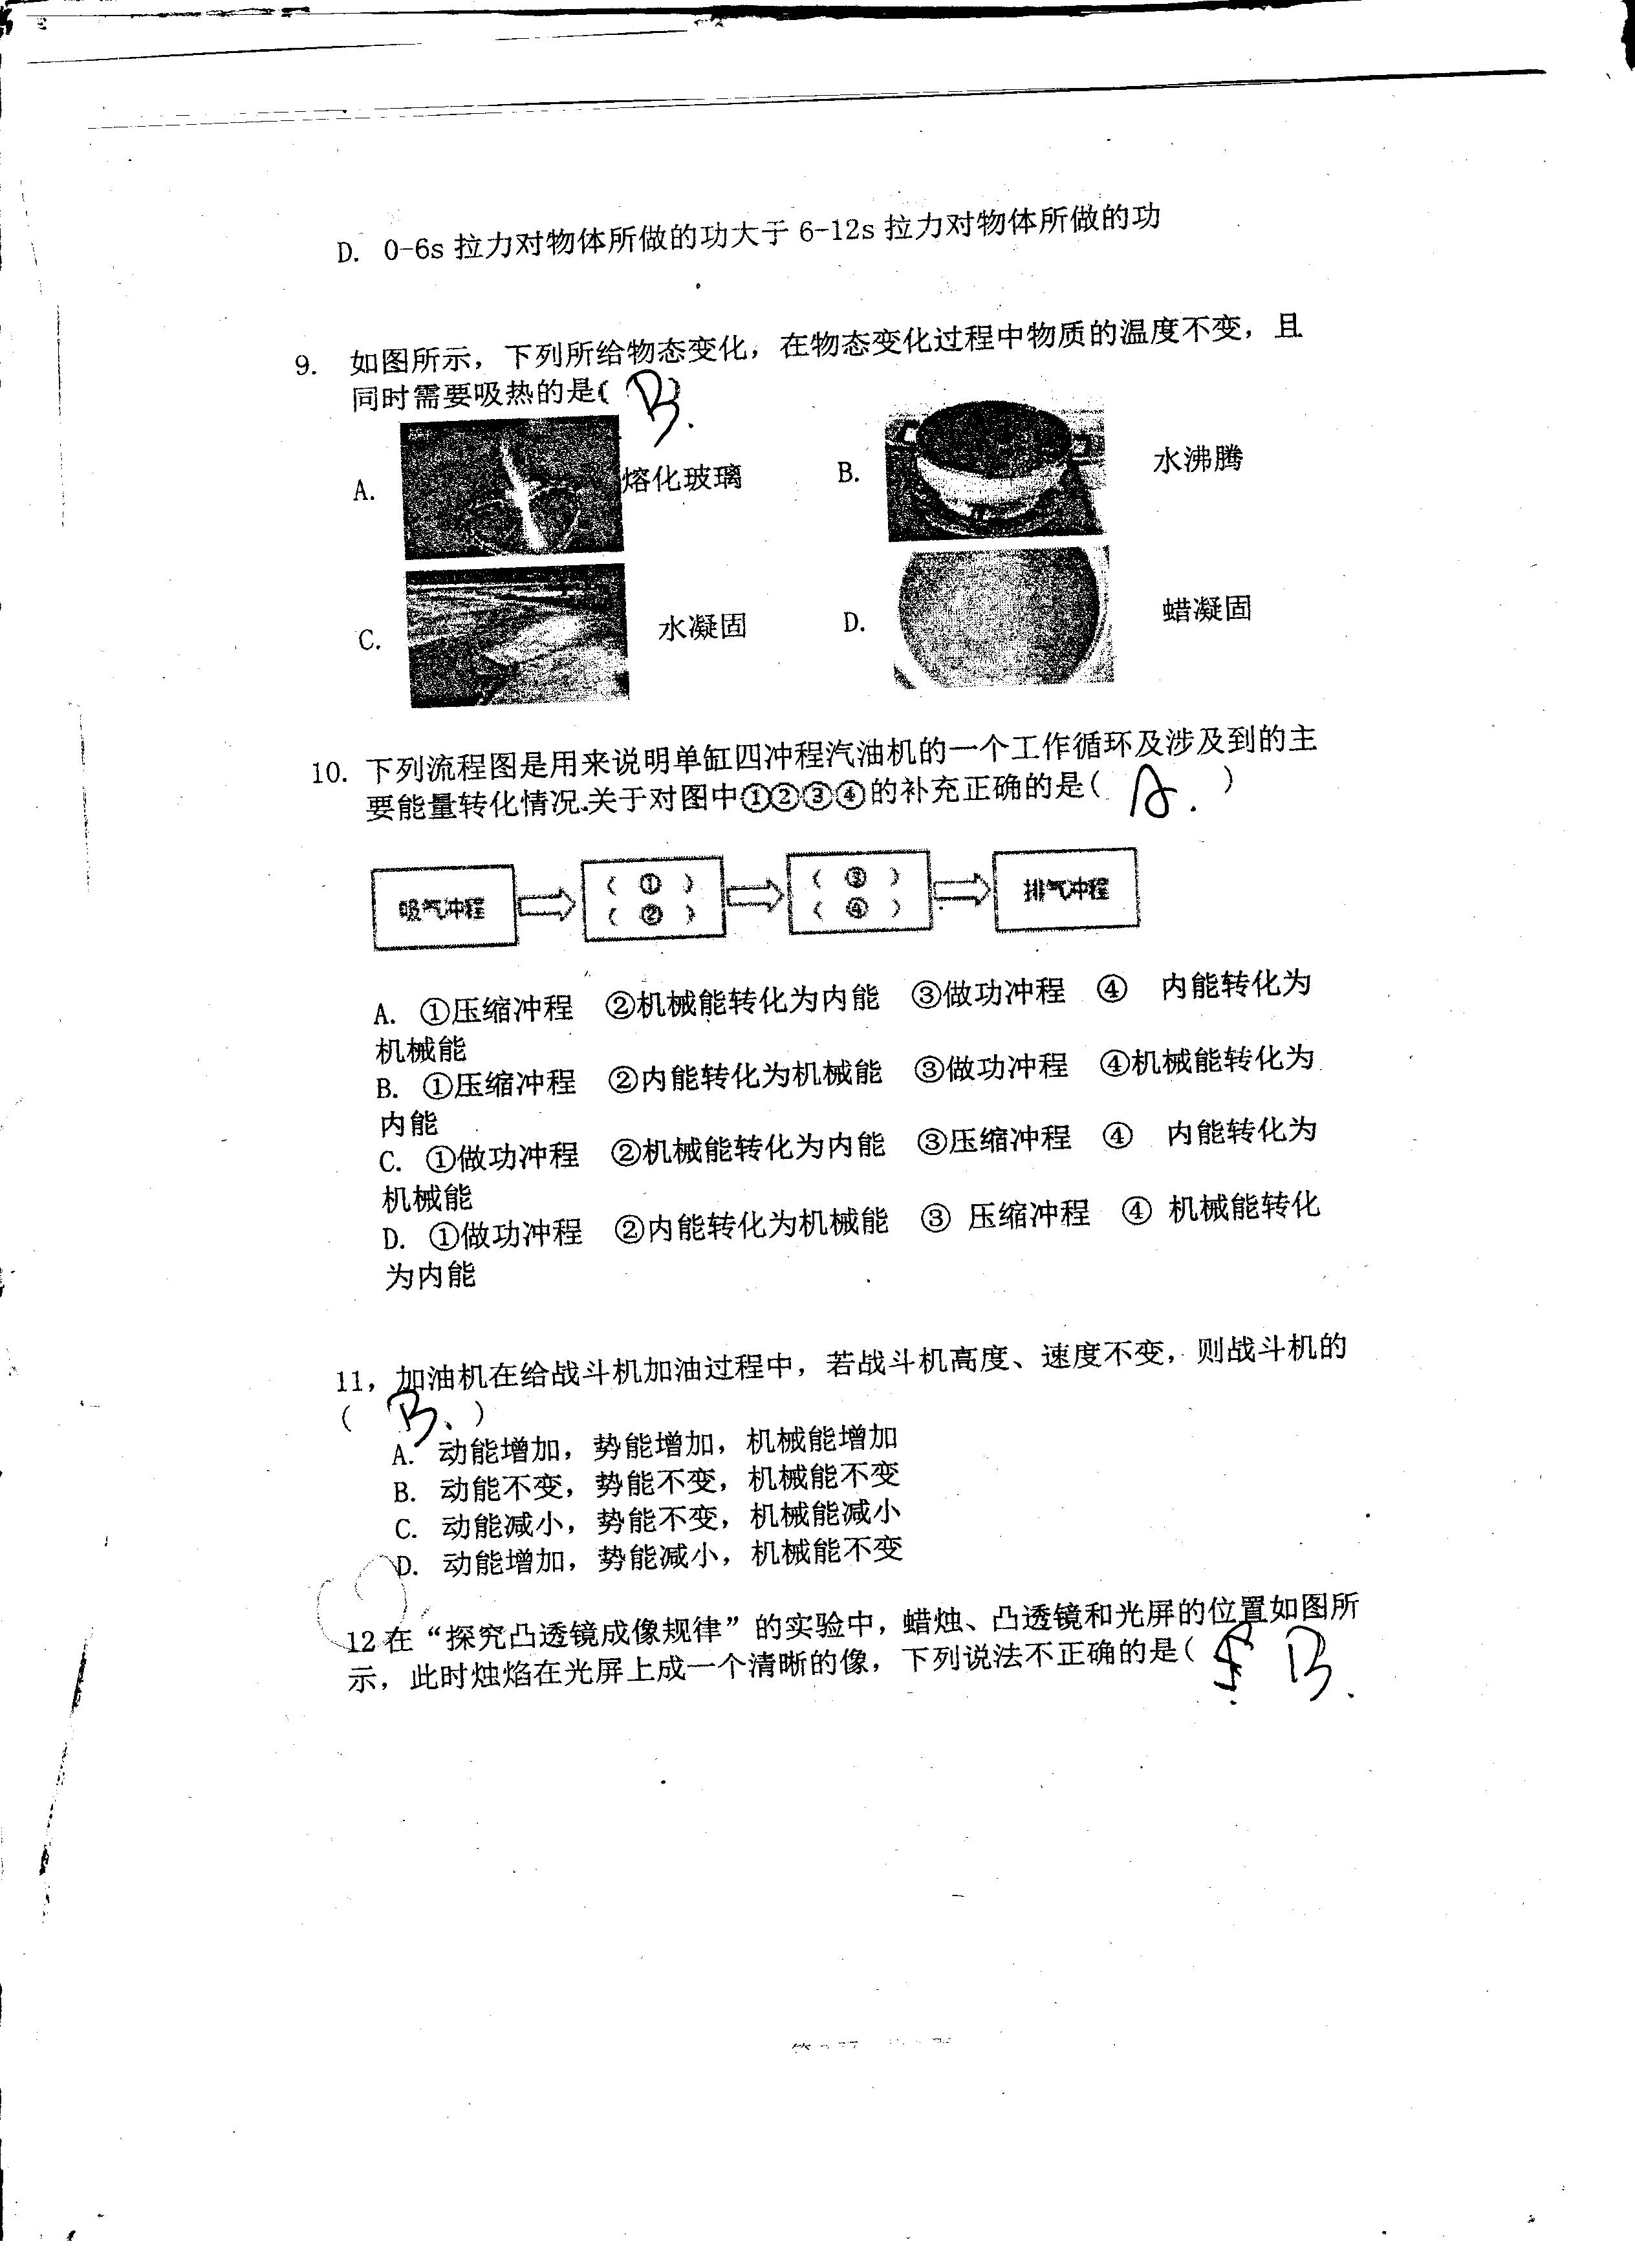 D. 0-6s 拉力对物体所做的功大于 6-12s 拉力对物体所做的功
9. 如图所示，下列所给物态变化，在物态变化过程中物质的温度不变，且
同时需要吸热的是( B. )
A. 熔化玻璃 B. 水沸腾
C. 水凝固 D. 蜡凝固
10. 下列流程图是用来说明单缸四冲程汽油机的一个工作循环及涉及到的主
要能量转化情况.关于对图中①②③④的补充正确的是( A. )
吸气冲程 ( ① ) ( ③ ) 排气冲程
( ② ) ( ④ )
A. ①压缩冲程 ②机械能转化为内能 ③做功冲程 ④ 内能转化为
机械能
B. ①压缩冲程 ②内能转化为机械能 ③做功冲程 ④机械能转化为
内能
C. ①做功冲程 ②机械能转化为内能 ③压缩冲程 ④ 内能转化为
机械能
D. ①做功冲程 ②内能转化为机械能 ③ 压缩冲程 ④ 机械能转化
为内能
11, 加油机在给战斗机加油过程中，若战斗机高度、速度不变，则战斗机的
( B. )
A. 动能增加，势能增加，机械能增加
B. 动能不变，势能不变，机械能不变
C. 动能减小，势能不变，机械能减小
D. 动能增加，势能减小，机械能不变
12 在“探究凸透镜成像规律”的实验中，蜡烛、凸透镜和光屏的位置如图所
示，此时烛焰在光屏上成一个清晰的像，下列说法不正确的是( B.